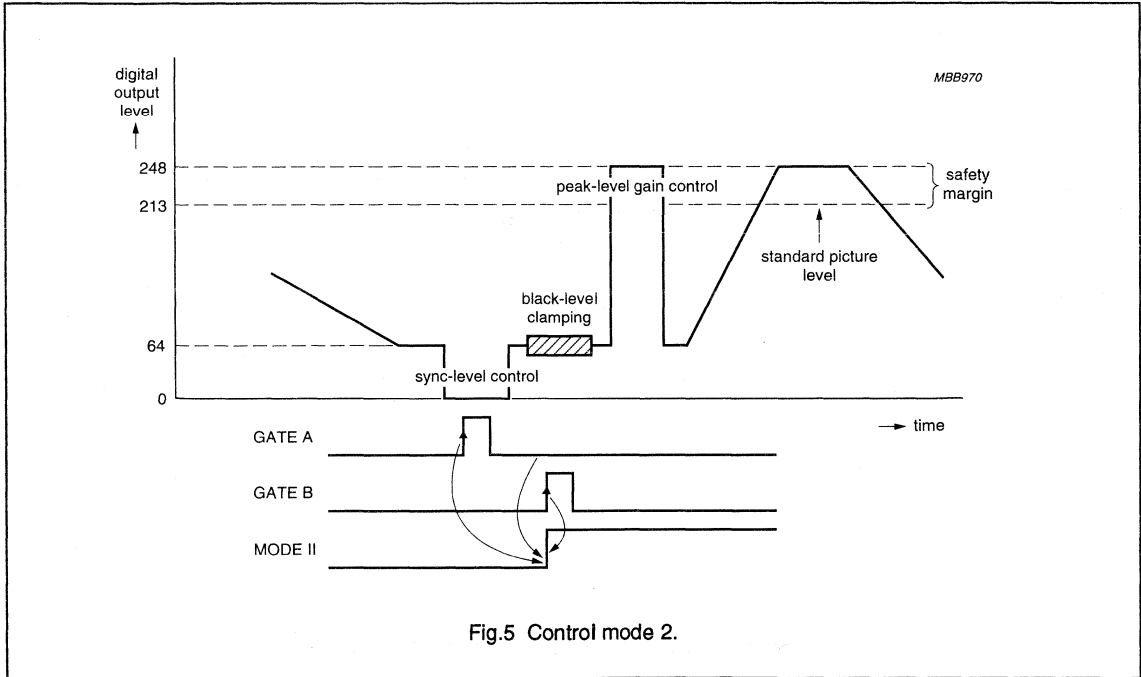 digital
output
level
MBB970
248
213
64
0
peak-level gain control
safety
margin
standard picture
level
black-level
clamping
sync-level control
time
GATE A
GATE B
MODE II
Fig.5 Control mode 2.